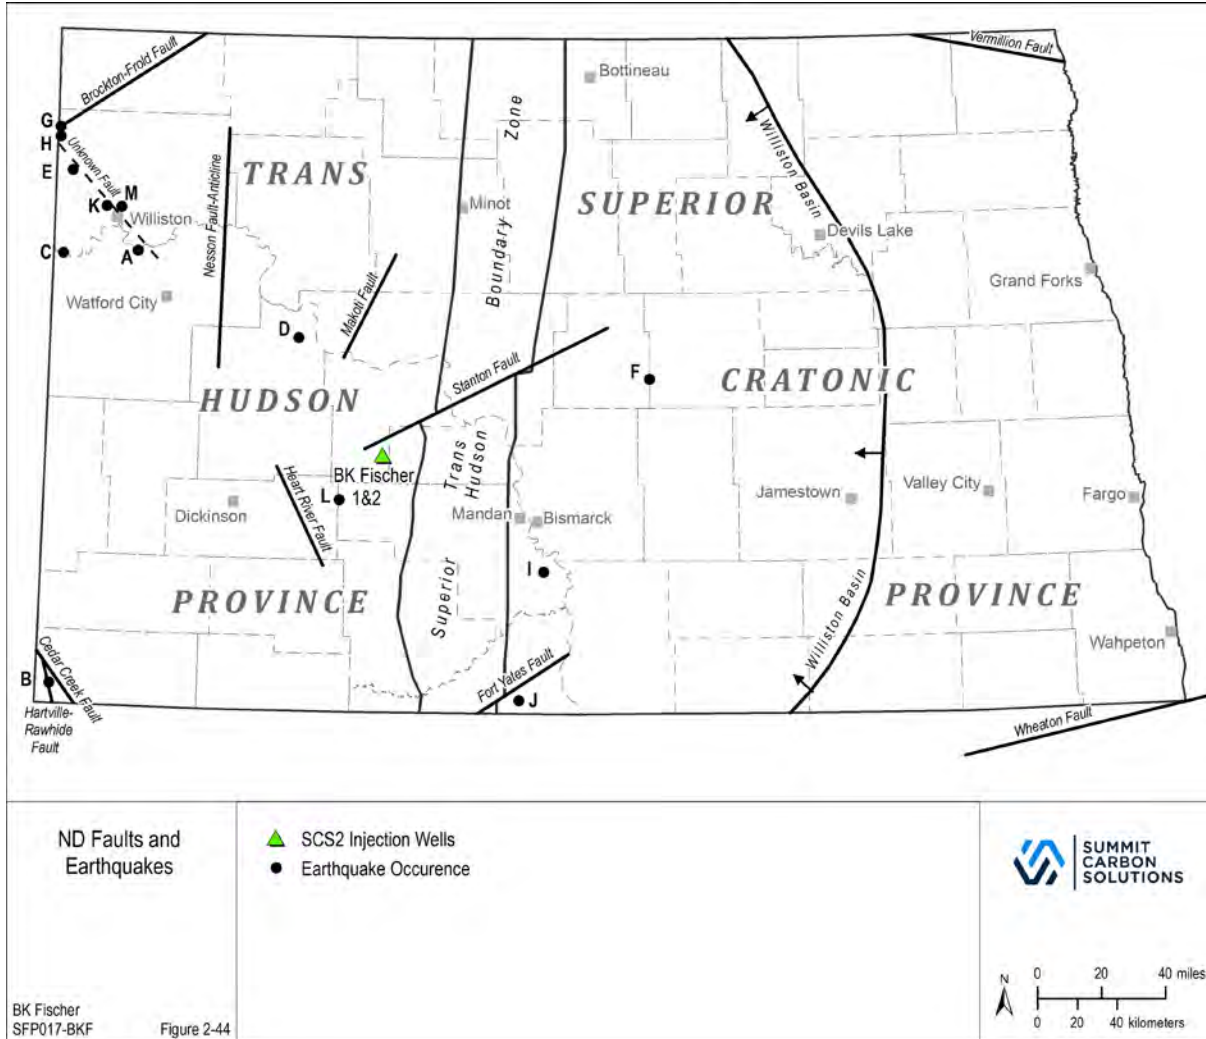 Brockton-Froid Fault
Vermillion Fault
Bottineau
G
H
Unknown Fault
E
K
M
Williston
C
A
Watford City
Nesson Fault-Anticline
TRANS
Minot
Zone
Boundary
SUPERIOR
Williston Basin
Devils Lake
Grand Forks
D
Makoti Fault
Stanton Fault
F
HUDSON
CRATONIC
BK Fischer
1&2
L
Heart River Fault
Dickinson
Trans
Hudson
Mandan
Bismarck
Jamestown
Valley City
Fargo
I
Superior
PROVINCE
PROVINCE
Williston Basin
Wahpeton
B
Cedar Creek Fault
Hartville-
Rawhide
Fault
Fort Yates Fault
J
Wheaton Fault
ND Faults and
Earthquakes
SCS2 Injection Wells
Earthquake Occurence
SUMMIT
CARBON
SOLUTIONS
N
0 20 40 miles
0 20 40 kilometers
BK Fischer
SFP017-BKF
Figure 2-44